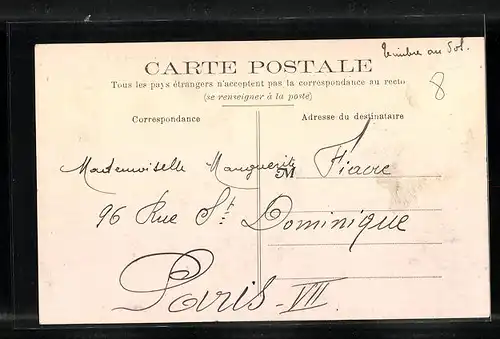 timbre au Sol.
CARTE POSTALE
Tous les pays étrangers n'acceptent pas la correspondance au recto
(se renseigner à la poste)
8
Correspondance
Adresse du destinataire
Mademoiselle Marguerite Fiacre
M
96 Rue St. Dominique
Paris - VII